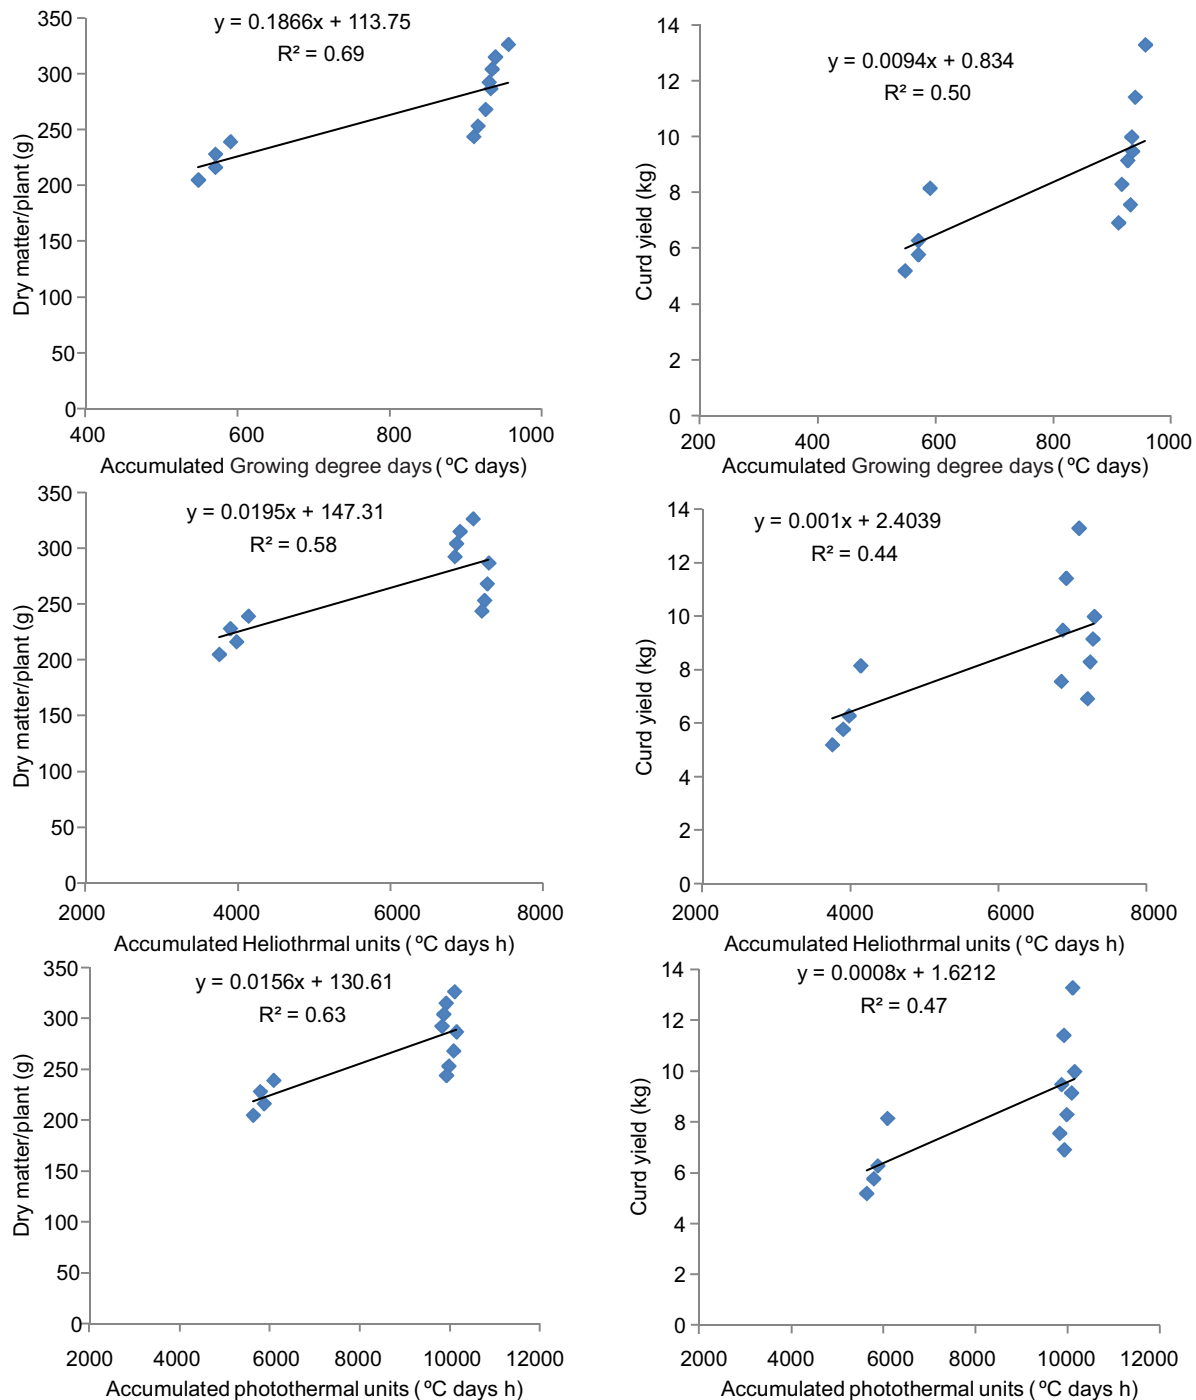 350
300
250
200
150
100
50
0
Dry matter/plant (g)
y = 0.1866x + 113.75
R² = 0.69
400 600 800 1000
Accumulated Growing degree days (ºC days)
14
12
10
8
6
4
2
0
Curd yield (kg)
y = 0.0094x + 0.834
R² = 0.50
200 400 600 800 1000
Accumulated Growing degree days (ºC days)
350
300
250
200
150
100
50
0
Dry matter/plant (g)
y = 0.0195x + 147.31
R² = 0.58
2000 4000 6000 8000
Accumulated Heliothrmal units (ºC days h)
14
12
10
8
6
4
2
0
Curd yield (kg)
y = 0.001x + 2.4039
R² = 0.44
2000 4000 6000 8000
Accumulated Heliothrmal units (ºC days h)
350
300
250
200
150
100
50
0
Dry matter/plant (g)
y = 0.0156x + 130.61
R² = 0.63
2000 4000 6000 8000 10000 12000
Accumulated photothermal units (ºC days h)
14
12
10
8
6
4
2
0
Curd yield (kg)
y = 0.0008x + 1.6212
R² = 0.47
2000 4000 6000 8000 10000 12000
Accumulated photothermal units (ºC days h)